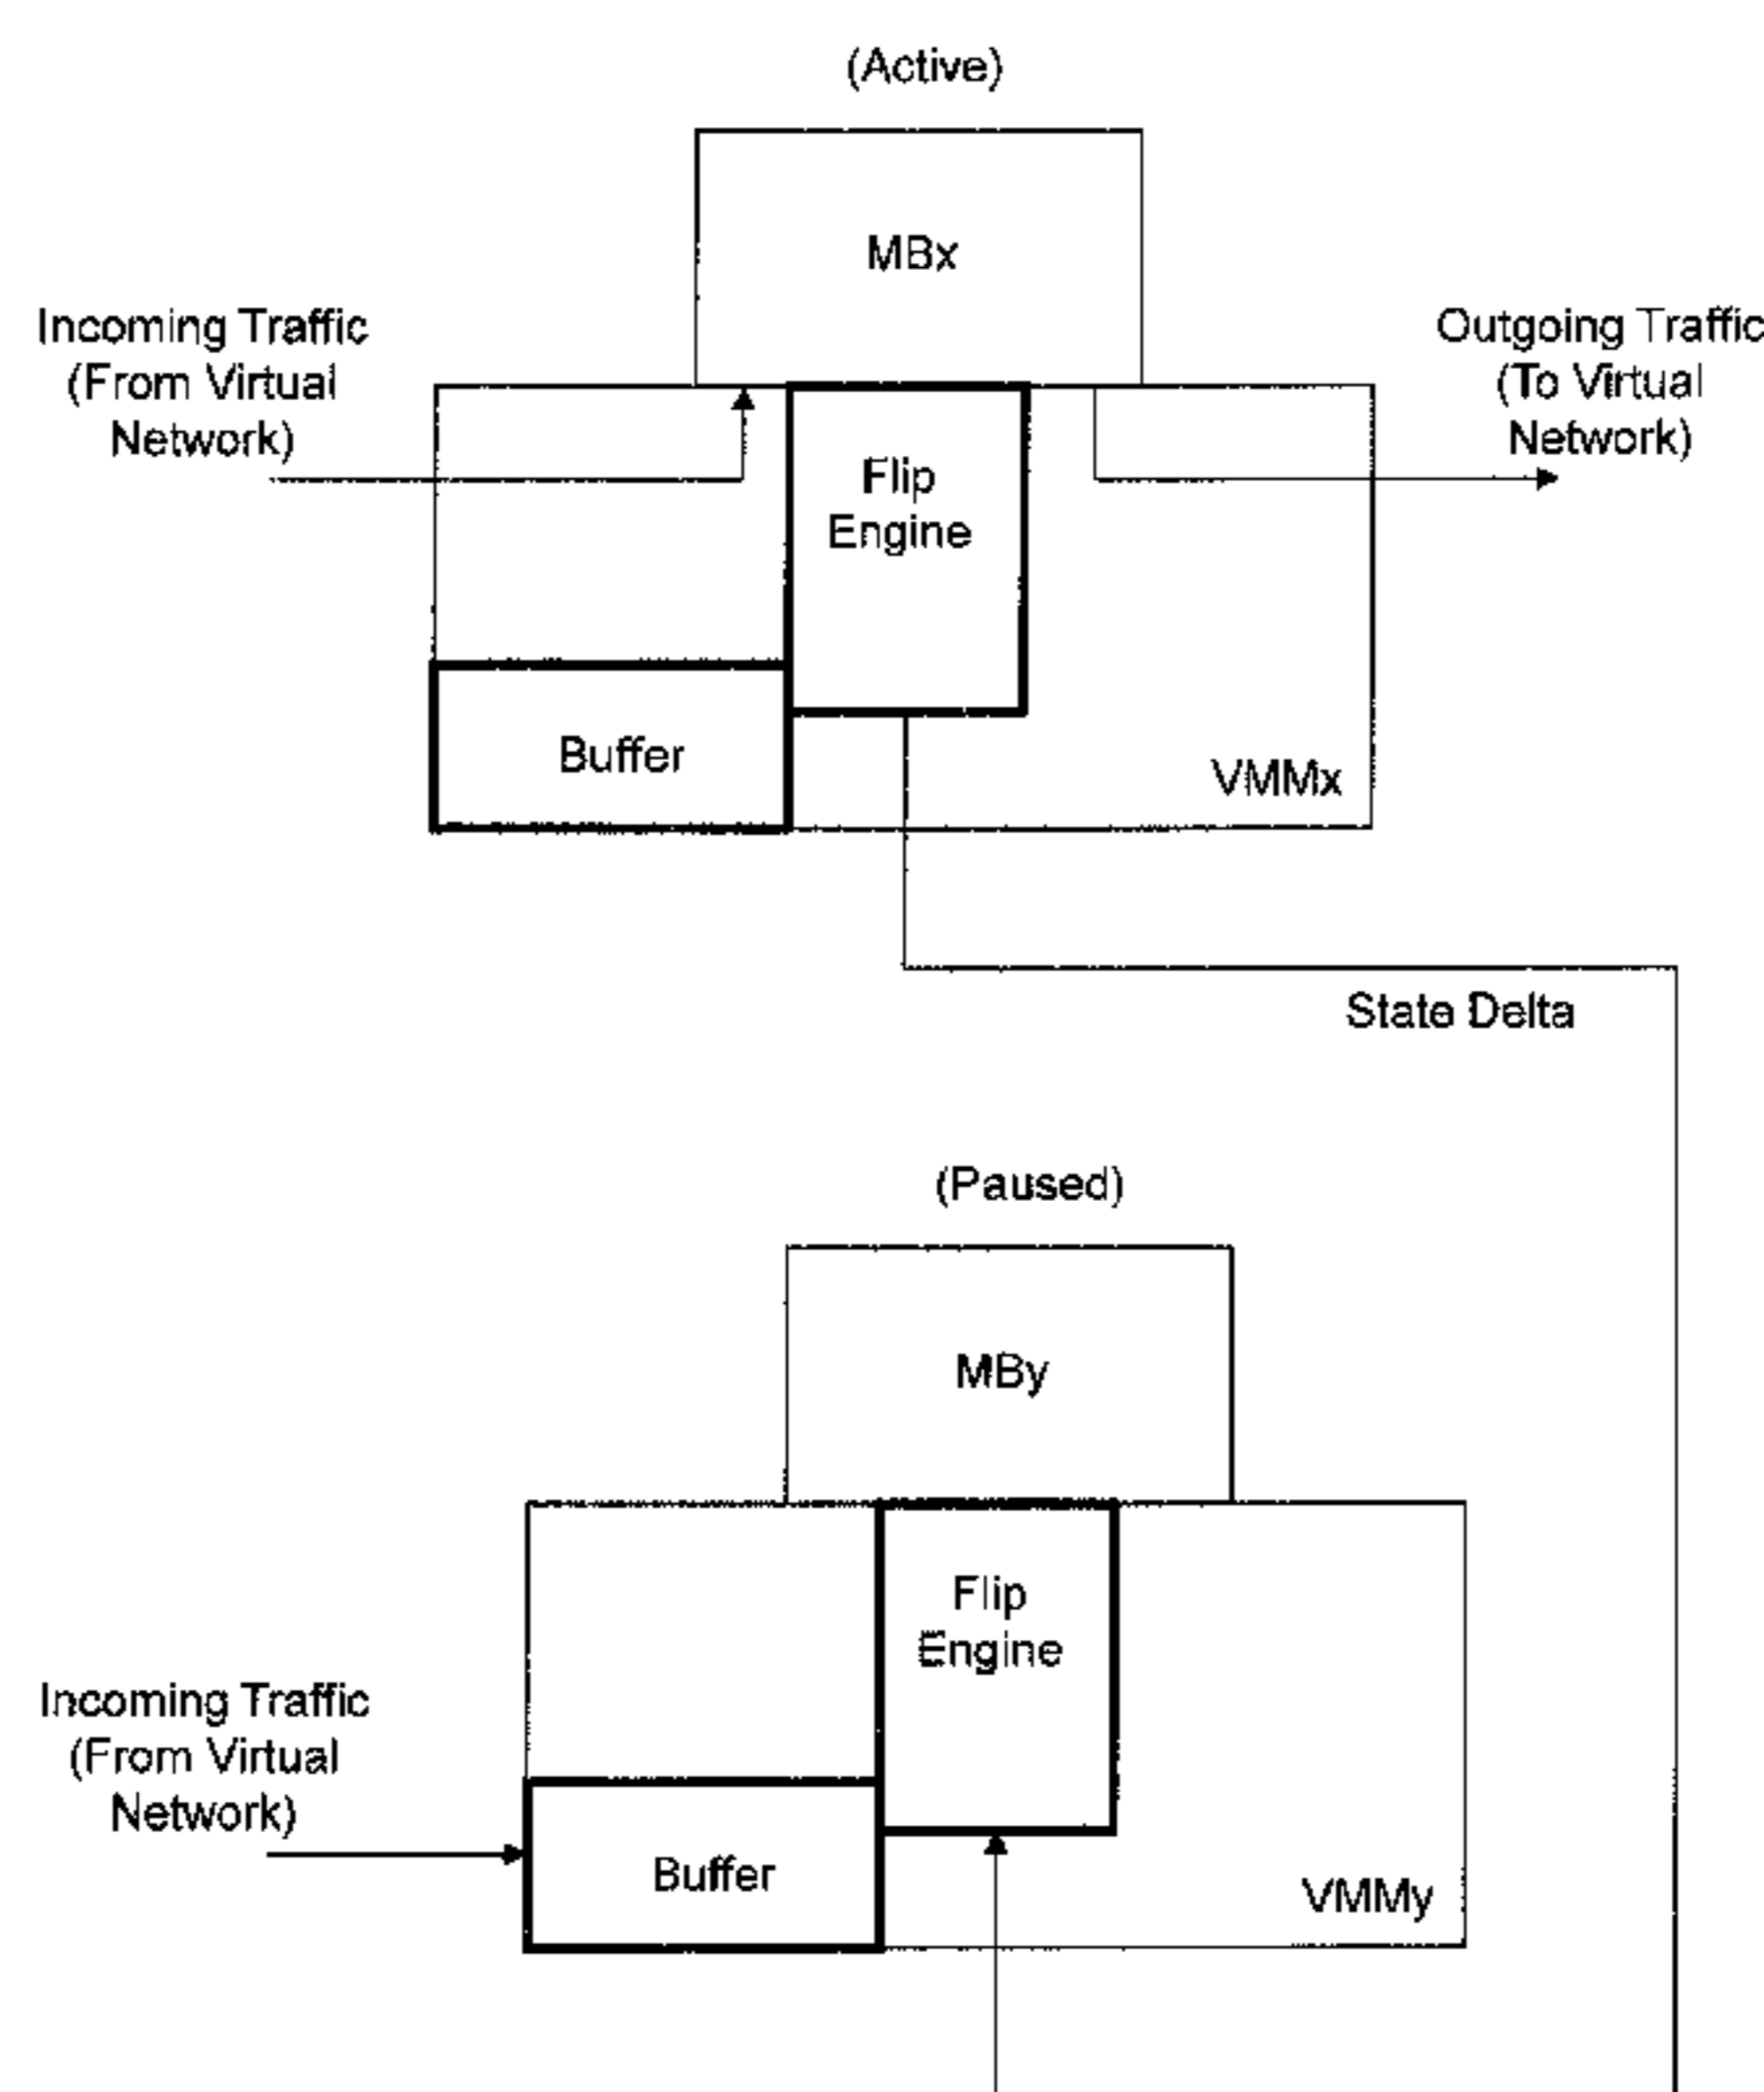 (Active)
MBx
Incoming Traffic
(From Virtual
Network)
Outgoing Traffic
(To Virtual
Network)
Flip
Engine
Buffer
VMMx
State Delta
(Paused)
MBy
Flip
Engine
Incoming Traffic
(From Virtual
Network)
Buffer
VMMy